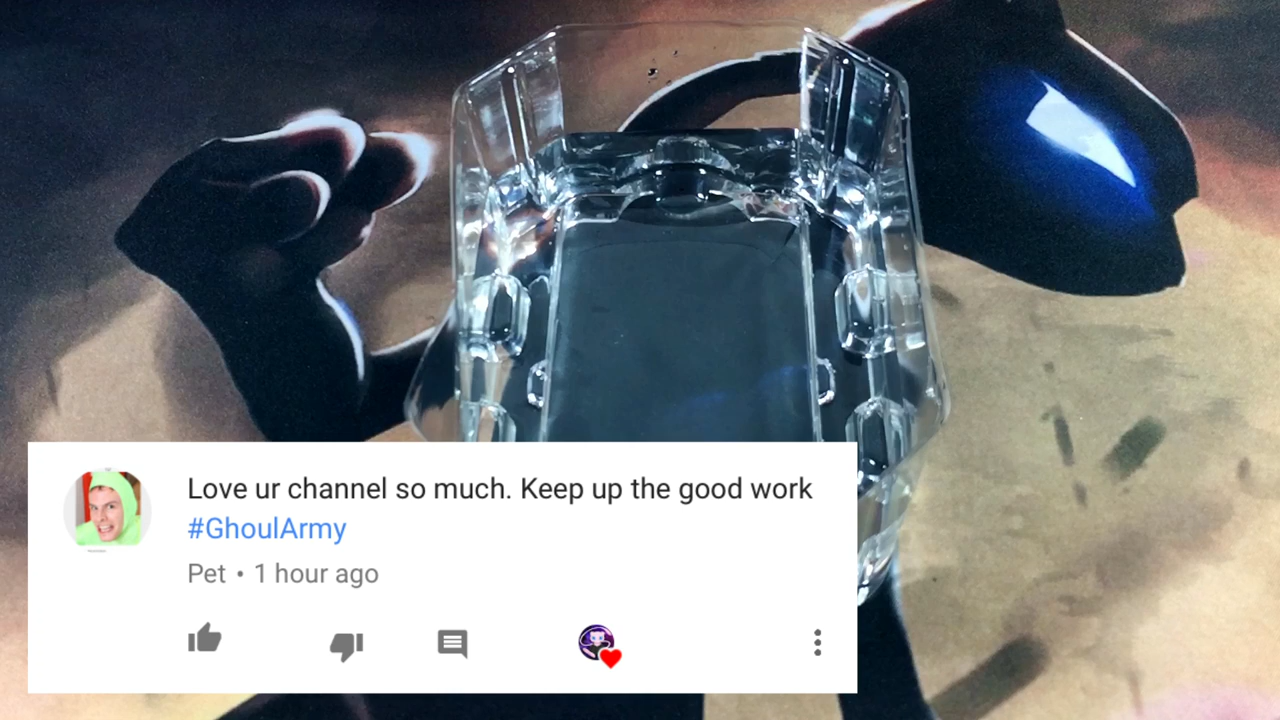 Love ur channel so much. Keep up the good work
#GhoulArmy
Pet • 1 hour ago